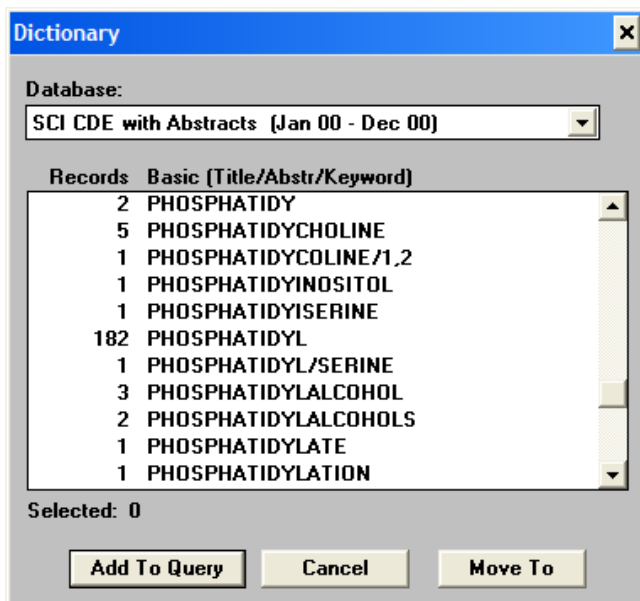 Dictionary
Database:
SCI CDE with Abstracts (Jan 00 - Dec 00)
Records Basic (Title/Abstr/Keyword)
2 PHOSPHATIDY
5 PHOSPHATIDYCHOLINE
1 PHOSPHATIDYCOLINE/1,2
1 PHOSPHATIDYINOSITOL
1 PHOSPHATIDYISERINE
182 PHOSPHATIDYL
1 PHOSPHATIDYL/SERINE
3 PHOSPHATIDYLALCOHOL
2 PHOSPHATIDYLALCOHOLS
1 PHOSPHATIDYLATE
1 PHOSPHATIDYLATION
Selected: 0
Add To Query Cancel Move To